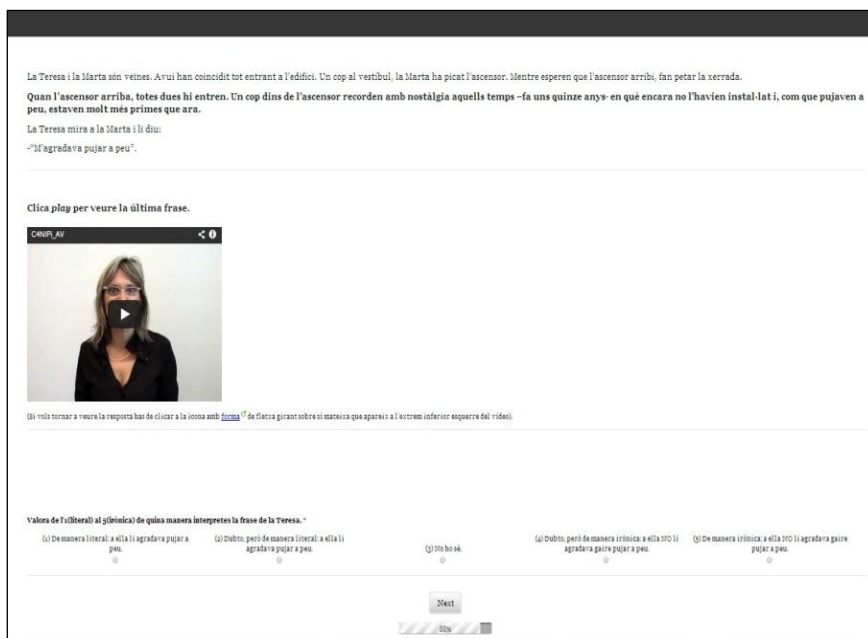 La Teresa i la Marta són veïnes. Avui han coincidit tot entrant a l'edifici. Un cop al vestíbul, la Marta ha picat l'ascensor. Mentre esperen que l'ascensor arribi, fan petar la xerrada.
Quan l'ascensor arriba, totes dues hi entren. Un cop dins de l'ascensor recorden amb nostàlgia aquells temps –fa uns quinze anys- en què encara no l'havien instal·lat i, com que pujaven a
peu, estaven molt més primes que ara.
La Teresa mira a la Marta i li diu:
-"M'agradava pujar a peu".
Clica play per veure la última frase.
C4NIPi_AV
(Si vols tornar a veure la resposta has de clicar a la icona amb forma de fletxa girant sobre si mateixa que apareix a l'extrem inferior esquerre del vídeo).
Valora de l'1(literal) al 5(irònica) de quina manera interpretes la frase de la Teresa. *
(1) De manera literal: a ella li agradava pujar a
peu.
(2) Dubto, però de manera literal: a ella li
agradava pujar a peu.
(3) No ho sé.
(4) Dubto, però de manera irònica: a ella NO li
agradava gaire pujar a peu.
(5) De manera irònica: a ella NO li agradava gaire
pujar a peu.
Next